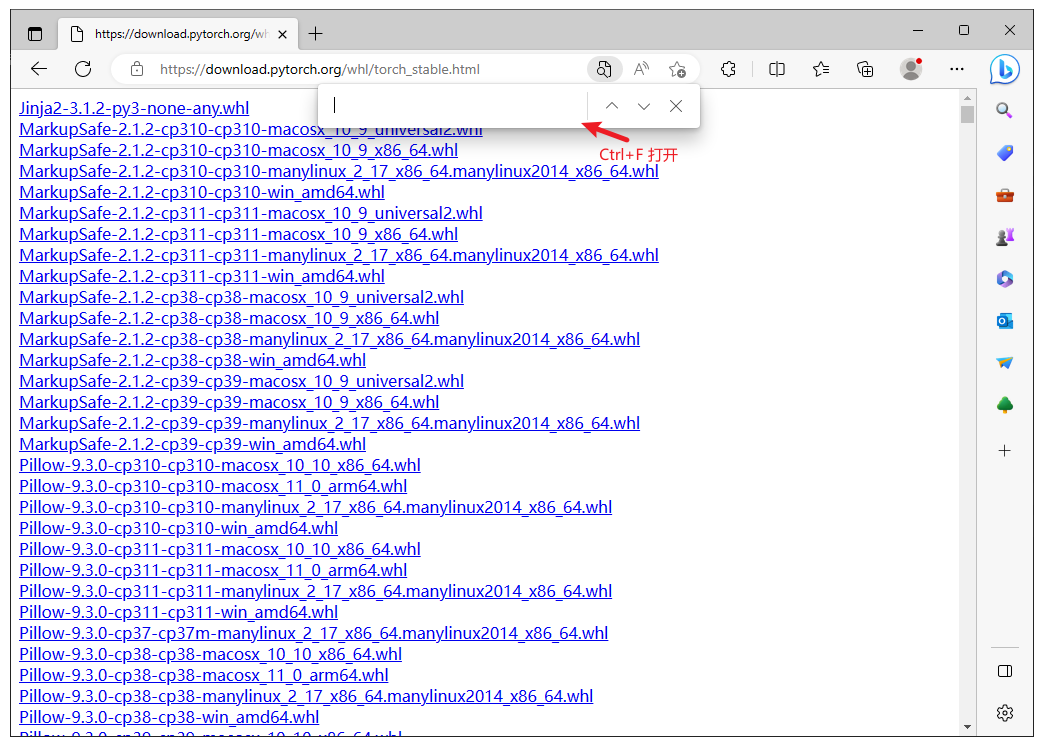 https://download.pytorch.org/wh
https://download.pytorch.org/whl/torch_stable.html
Jinja2-3.1.2-py3-none-any.whl
MarkupSafe-2.1.2-cp310-cp310-macosx_10_9_universal2.whl
Ctrl+F 打开
MarkupSafe-2.1.2-cp310-cp310-macosx_10_9_x86_64.whl
MarkupSafe-2.1.2-cp310-cp310-manylinux_2_17_x86_64.manylinux2014_x86_64.whl
MarkupSafe-2.1.2-cp310-cp310-win_amd64.whl
MarkupSafe-2.1.2-cp311-cp311-macosx_10_9_universal2.whl
MarkupSafe-2.1.2-cp311-cp311-macosx_10_9_x86_64.whl
MarkupSafe-2.1.2-cp311-cp311-manylinux_2_17_x86_64.manylinux2014_x86_64.whl
MarkupSafe-2.1.2-cp311-cp311-win_amd64.whl
MarkupSafe-2.1.2-cp38-cp38-macosx_10_9_universal2.whl
MarkupSafe-2.1.2-cp38-cp38-macosx_10_9_x86_64.whl
MarkupSafe-2.1.2-cp38-cp38-manylinux_2_17_x86_64.manylinux2014_x86_64.whl
MarkupSafe-2.1.2-cp38-cp38-win_amd64.whl
MarkupSafe-2.1.2-cp39-cp39-macosx_10_9_universal2.whl
MarkupSafe-2.1.2-cp39-cp39-macosx_10_9_x86_64.whl
MarkupSafe-2.1.2-cp39-cp39-manylinux_2_17_x86_64.manylinux2014_x86_64.whl
MarkupSafe-2.1.2-cp39-cp39-win_amd64.whl
Pillow-9.3.0-cp310-cp310-macosx_10_10_x86_64.whl
Pillow-9.3.0-cp310-cp310-macosx_11_0_arm64.whl
Pillow-9.3.0-cp310-cp310-manylinux_2_17_x86_64.manylinux2014_x86_64.whl
Pillow-9.3.0-cp310-cp310-win_amd64.whl
Pillow-9.3.0-cp311-cp311-macosx_10_10_x86_64.whl
Pillow-9.3.0-cp311-cp311-macosx_11_0_arm64.whl
Pillow-9.3.0-cp311-cp311-manylinux_2_17_x86_64.manylinux2014_x86_64.whl
Pillow-9.3.0-cp311-cp311-win_amd64.whl
Pillow-9.3.0-cp37-cp37m-manylinux_2_17_x86_64.manylinux2014_x86_64.whl
Pillow-9.3.0-cp38-cp38-macosx_10_10_x86_64.whl
Pillow-9.3.0-cp38-cp38-macosx_11_0_arm64.whl
Pillow-9.3.0-cp38-cp38-manylinux_2_17_x86_64.manylinux2014_x86_64.whl
Pillow-9.3.0-cp38-cp38-win_amd64.whl
Pillow-9.3.0-cp39-cp39-macosx_10_10_x86_64.whl